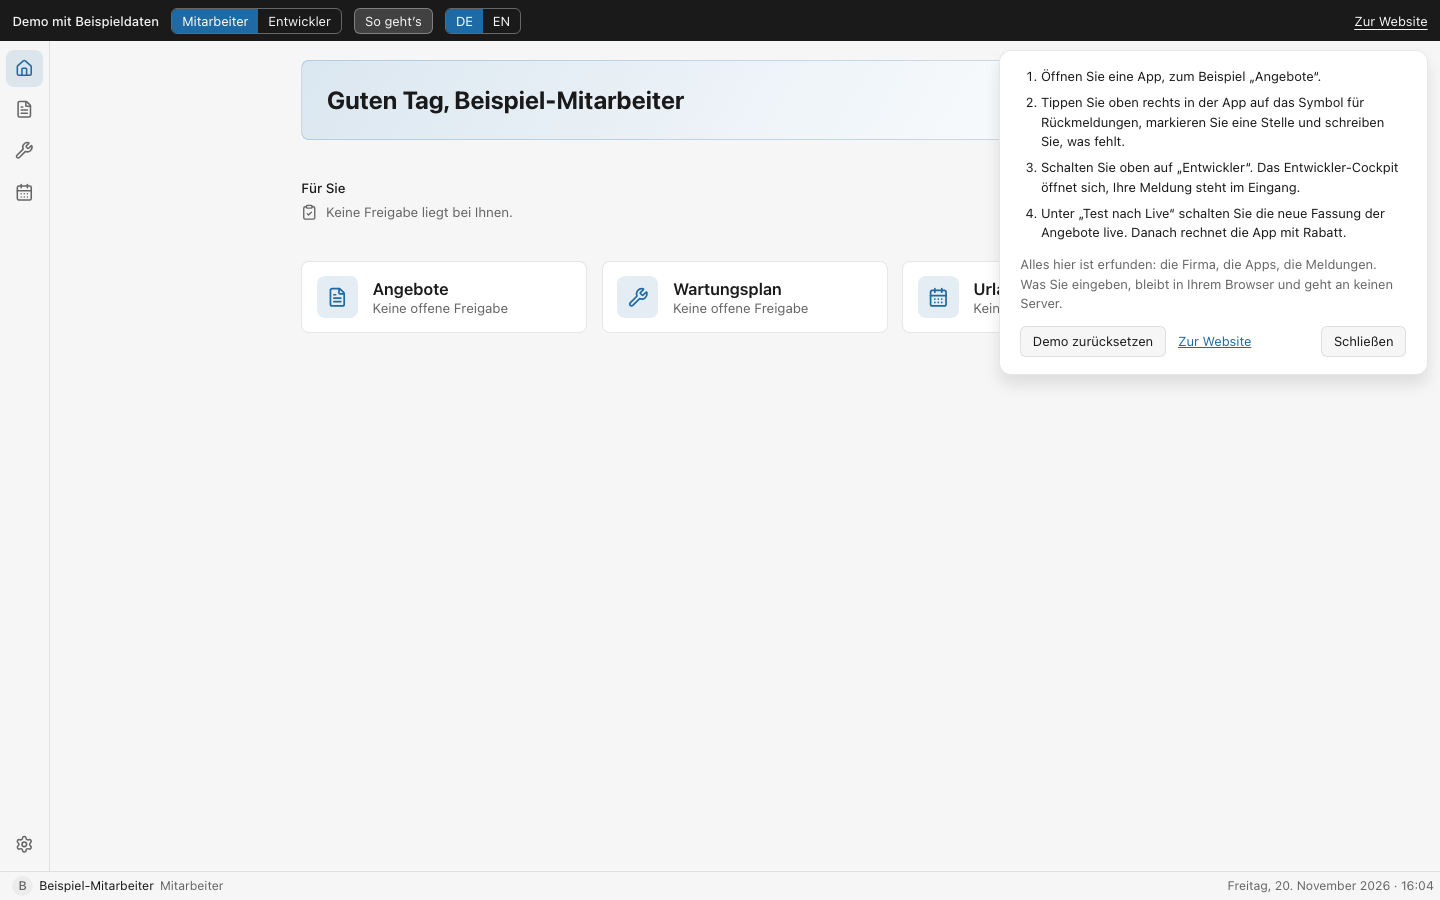 Demo mit Beispieldaten
Mitarbeiter
Entwickler
So geht's
DE
EN
Zur Website
Guten Tag, Beispiel-Mitarbeiter
Für Sie
Keine Freigabe liegt bei Ihnen.
Angebote
Keine offene Freigabe
Wartungsplan
Keine offene Freigabe
Urla
Kein
1. Öffnen Sie eine App, zum Beispiel „Angebote“.
2. Tippen Sie oben rechts in der App auf das Symbol für
Rückmeldungen, markieren Sie eine Stelle und schreiben
Sie, was fehlt.
3. Schalten Sie oben auf „Entwickler“. Das Entwickler-Cockpit
öffnet sich, Ihre Meldung steht im Eingang.
4. Unter „Test nach Live“ schalten Sie die neue Fassung der
Angebote live. Danach rechnet die App mit Rabatt.
Alles hier ist erfunden: die Firma, die Apps, die Meldungen.
Was Sie eingeben, bleibt in Ihrem Browser und geht an keinen
Server.
Demo zurücksetzen
Zur Website
Schließen
B Beispiel-Mitarbeiter Mitarbeiter
Freitag, 20. November 2026 · 16:04